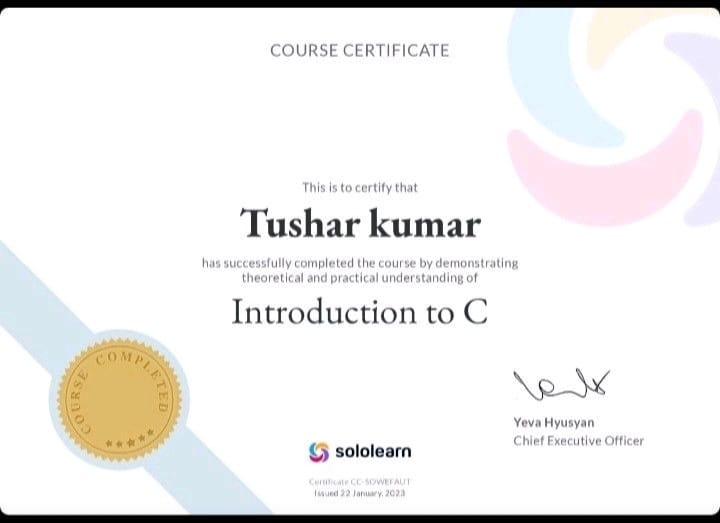 COURSE CERTIFICATE
This is to certify that
Tushar kumar
has successfully completed the course by demonstrating
theoretical and practical understanding of
Introduction to C
COURSE COMPLETED
Yeva Hyusyan
Chief Executive Officer
sololearn
Certificate CC-SOWEFAUT
Issued 22 January, 2023